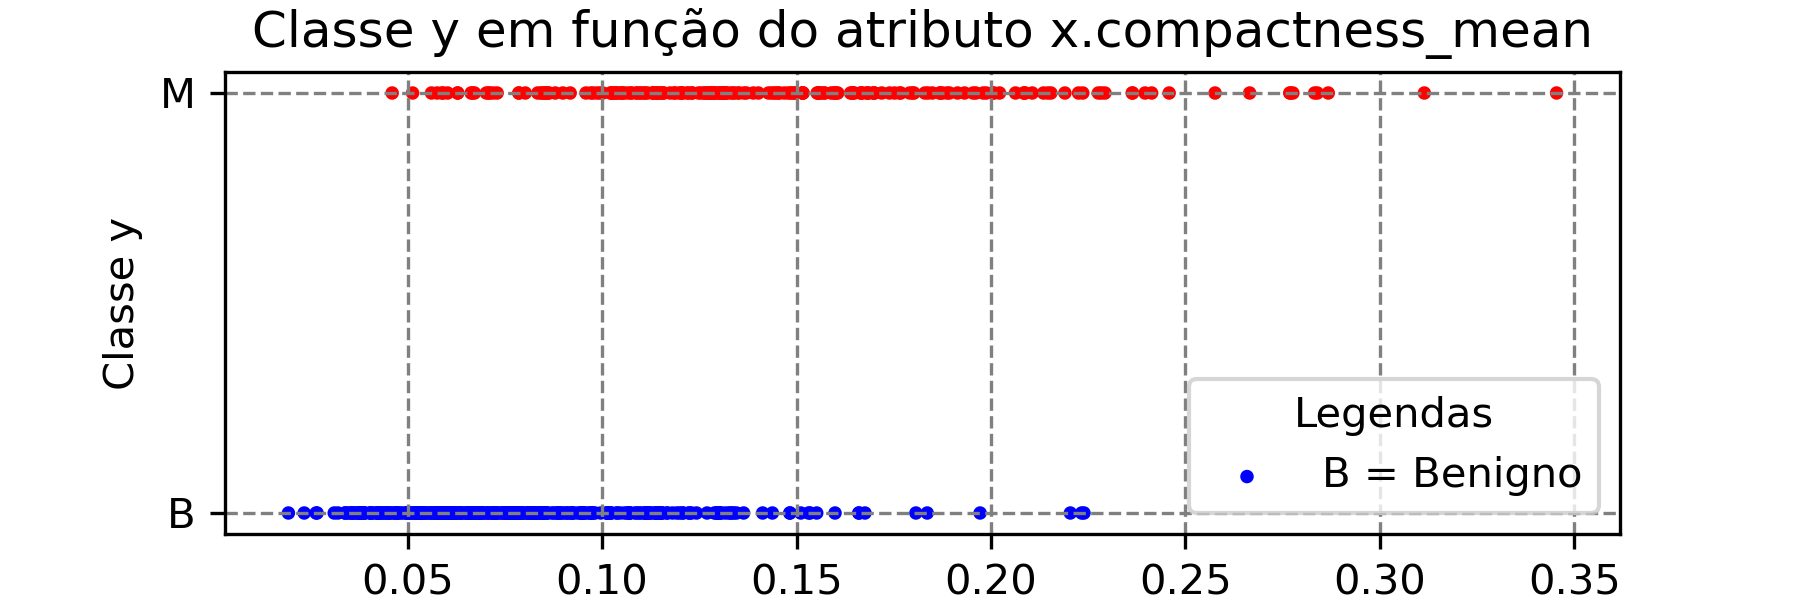 Classe y em função do atributo x.compactness_mean
M
Classe y
Legendas
B = Benigno
B
0.05 0.10 0.15 0.20 0.25 0.30 0.35